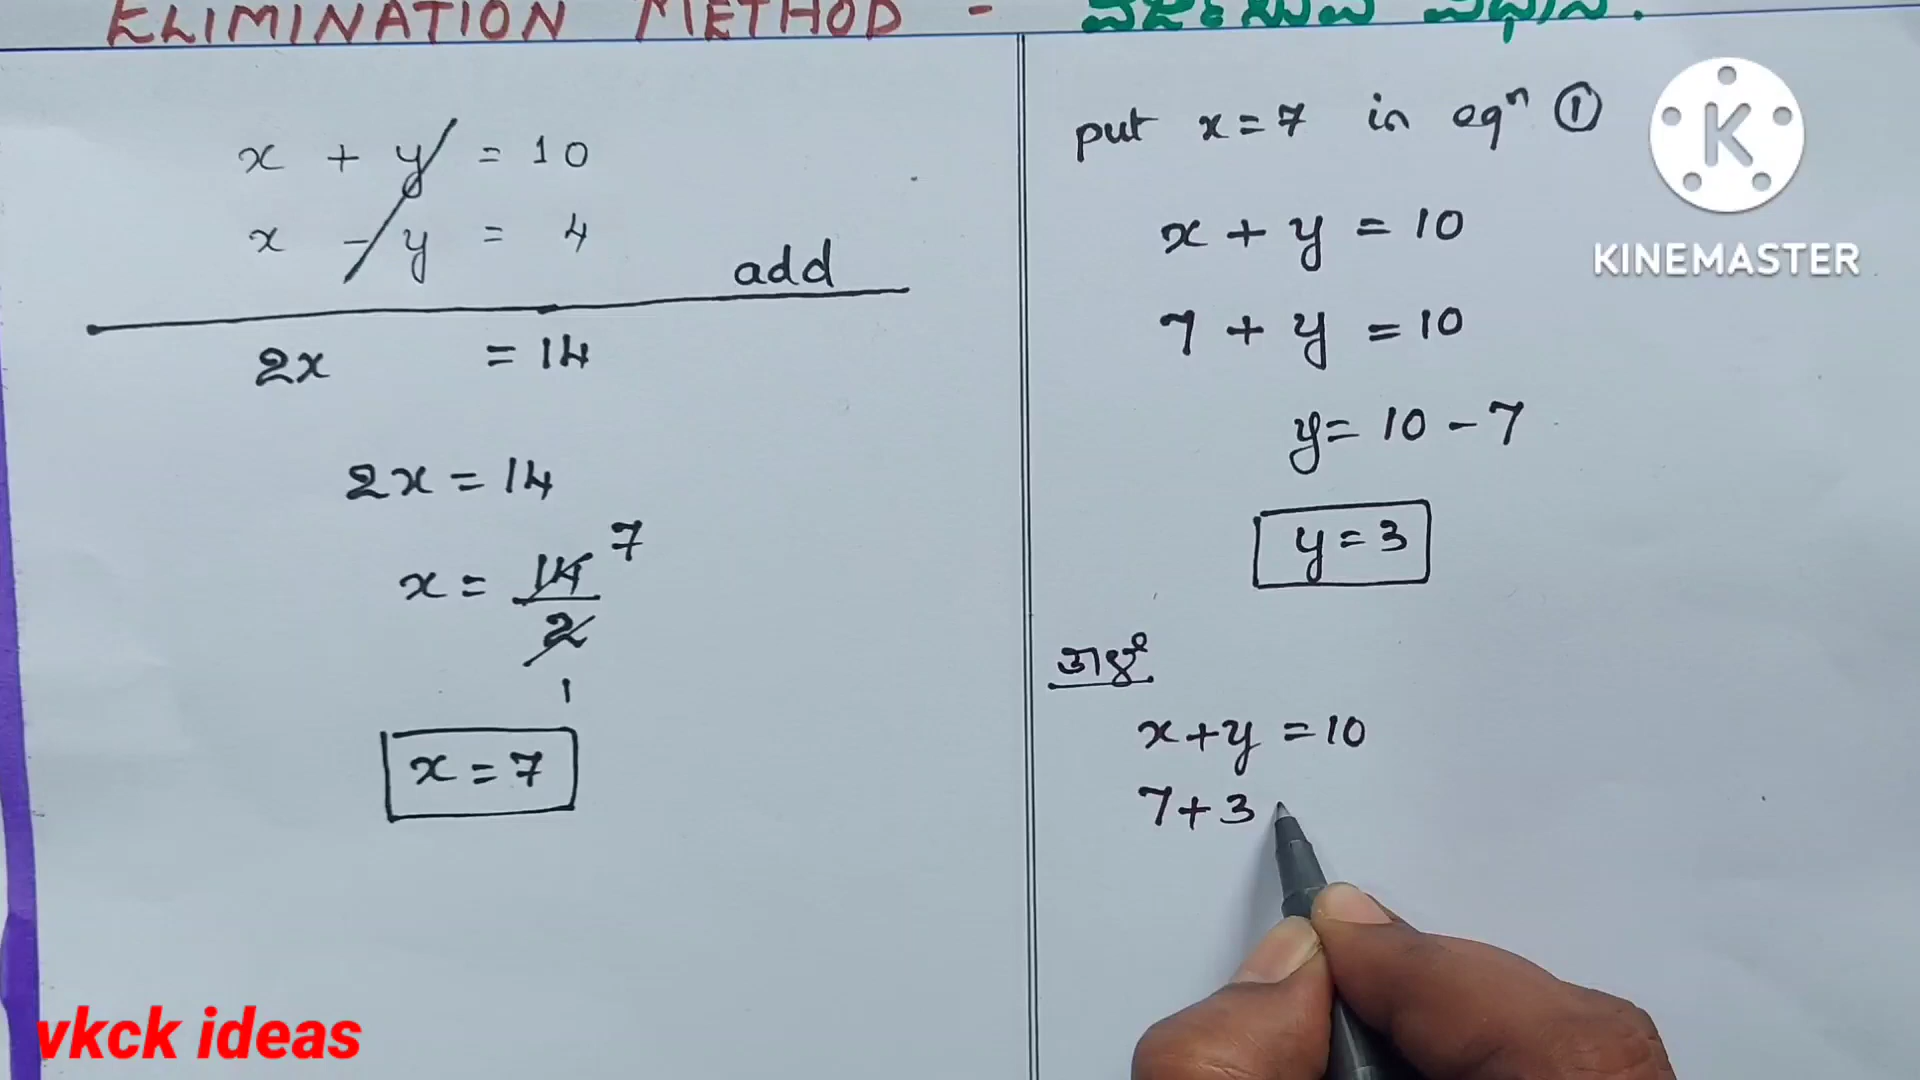 ELIMINATION METHOD - ವರ್ಜಿಸುವ ವಿಧಾನ.
x + y = 10
x - y = 4
add
2x = 14
2x = 14
x = 14/2
7
1
x = 7
put x = 7 in eqⁿ ①
x + y = 10
7 + y = 10
y = 10 - 7
y = 3
ತಾಳೆ
x + y = 10
7 + 3
KINEMASTER
vkck ideas